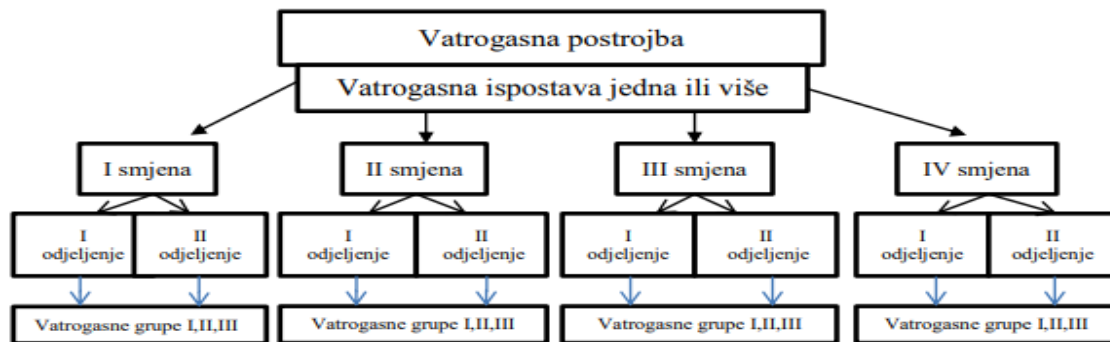 Vatrogasna postrojba
Vatrogasna ispostava jedna ili više
I smjena
II smjena
III smjena
IV smjena
I
odjeljenje
II
odjeljenje
I
odjeljenje
II
odjeljenje
I
odjeljenje
II
odjeljenje
I
odjeljenje
II
odjeljenje
Vatrogasne grupe I,II,III
Vatrogasne grupe I,II,III
Vatrogasne grupe I,II,III
Vatrogasne grupe I,II,III